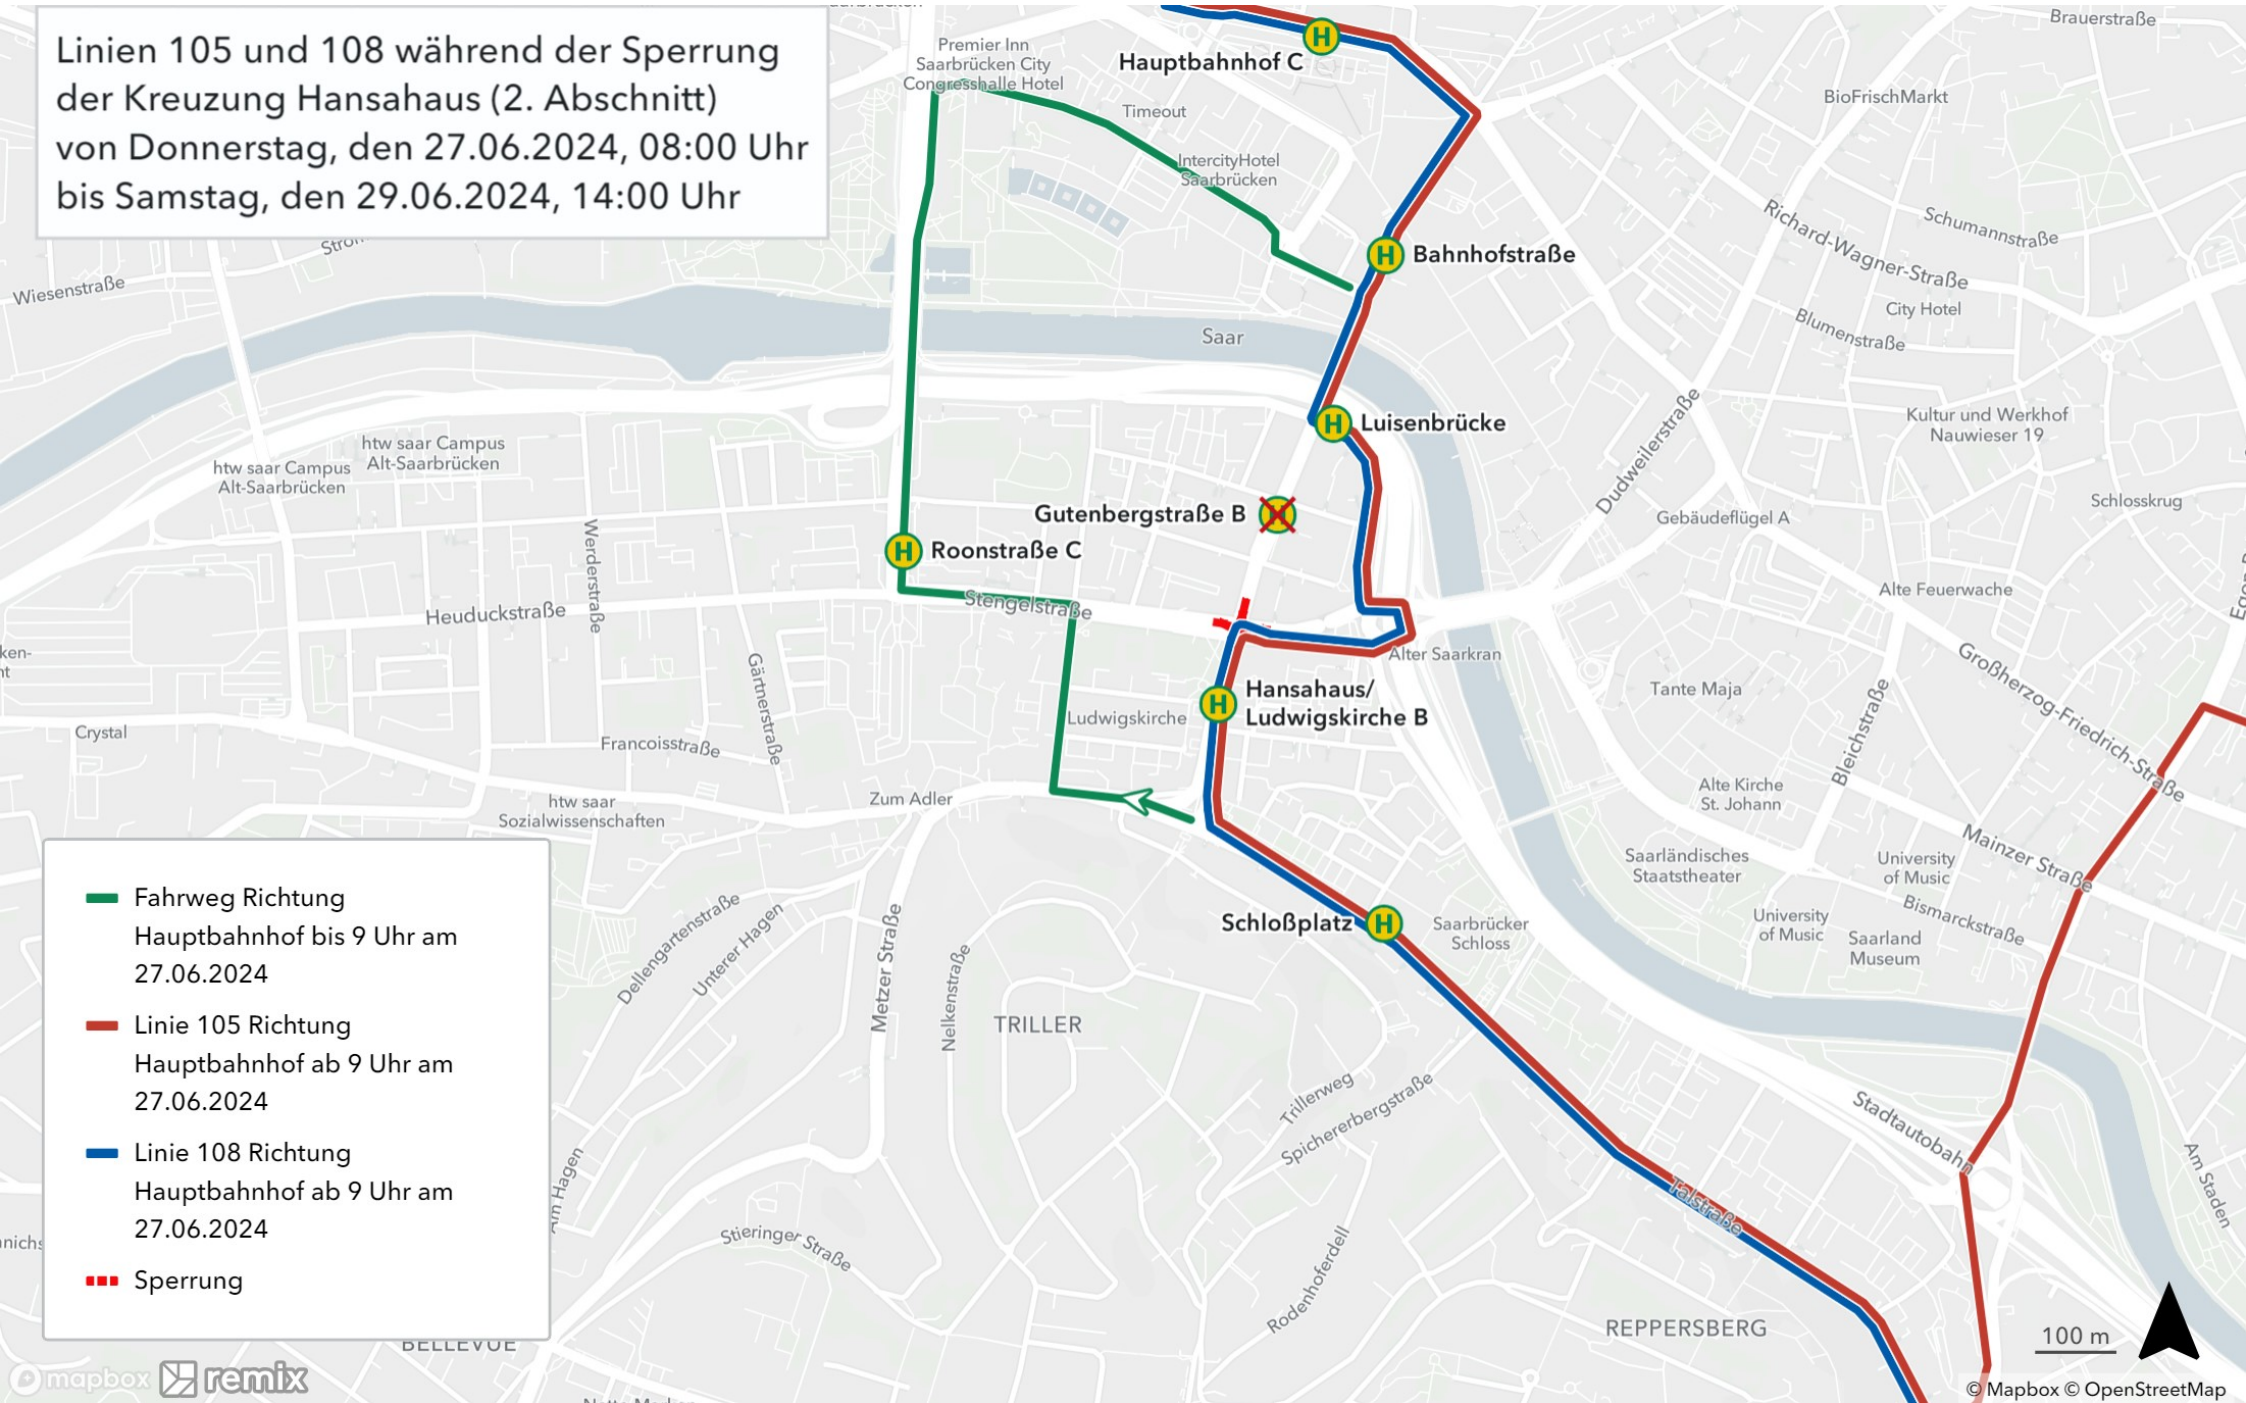 Linien 105 und 108 während der Sperrung
der Kreuzung Hansahaus (2. Abschnitt)
von Donnerstag, den 27.06.2024, 08:00 Uhr
bis Samstag, den 29.06.2024, 14:00 Uhr
Premier Inn
Saarbrücken City
Congresshalle Hotel
Hauptbahnhof C
Timeout
IntercityHotel
Saarbrücken
Brauerstraße
BioFrischMarkt
Richard-Wagner-Straße
Schumannstraße
City Hotel
Blumenstraße
Bahnhofstraße
Wiesenstraße
Saar
Luisenbrücke
Kultur und Werkhof
Nauwieser 19
Dudweilerstraße
Schlosskrug
Gebäudeflügel A
htw saar Campus
Alt-Saarbrücken
htw saar Campus
Alt-Saarbrücken
Gutenbergstraße B
Roonstraße C
Werderstraße
Heuduckstraße
Stengelstraße
Alte Feuerwache
Alter Saarkran
Großherzog-Friedrich-Straße
Tante Maja
Bleichstraße
Hansahaus/
Ludwigskirche B
Ludwigskirche
Gärtnerstraße
Crystal
Francoisstraße
Zum Adler
htw saar
Sozialwissenschaften
Alte Kirche
St. Johann
Mainzer Straße
Saarländisches
Staatstheater
University
of Music
Bismarckstraße
University
of Music
Saarland
Museum
Schloßplatz
Saarbrücker
Schloss
Dellengartenstraße
Unterer Hagen
Metzer Straße
Nelkenstraße
TRILLER
Trillerweg
Spichererbergstraße
Stadtautobahn
Am Staden
Talstraße
Am Hagen
Stieringer Straße
Rodenhoferdell
REPPERSBERG
BELLEVUE
Fahrweg Richtung
Hauptbahnhof bis 9 Uhr am
27.06.2024
Linie 105 Richtung
Hauptbahnhof ab 9 Uhr am
27.06.2024
Linie 108 Richtung
Hauptbahnhof ab 9 Uhr am
27.06.2024
Sperrung
100 m
mapbox remix
© Mapbox © OpenStreetMap